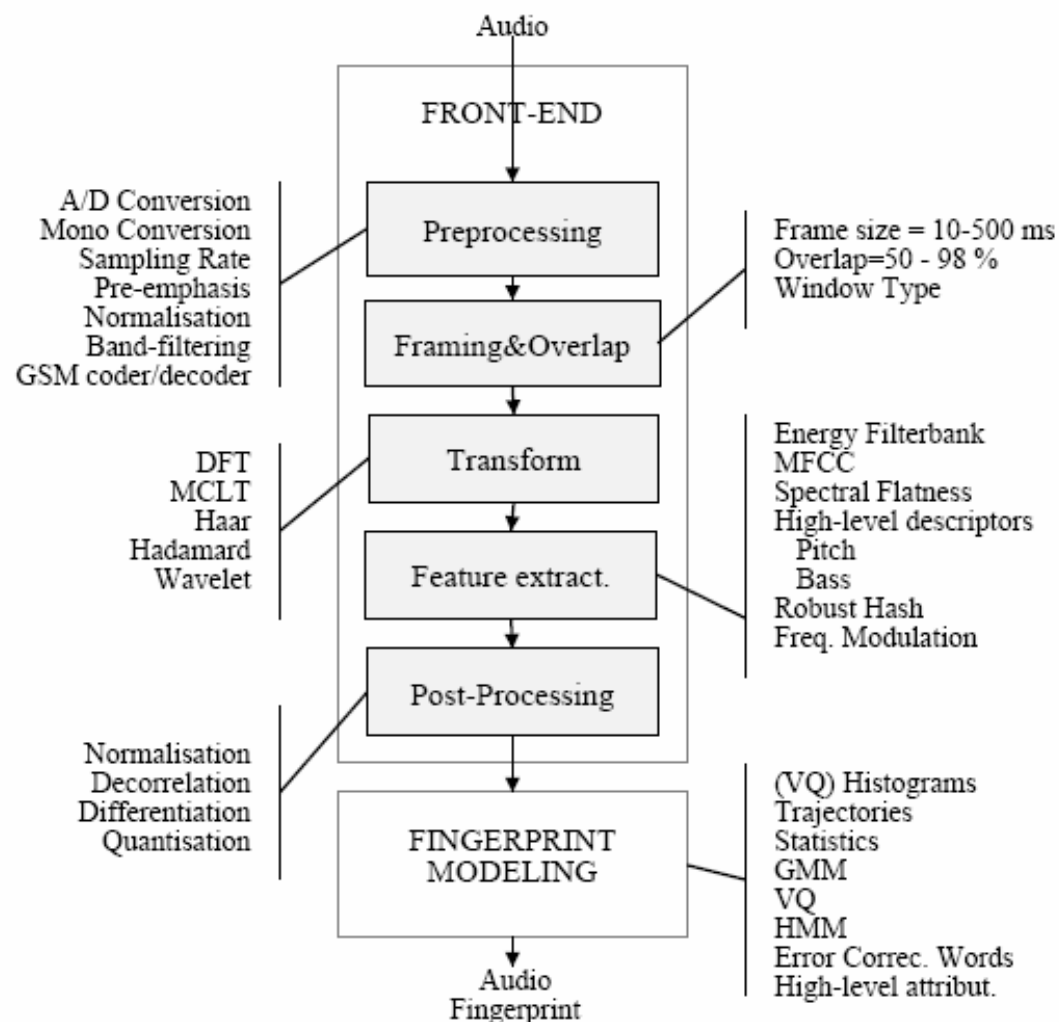 Audio
FRONT-END
A/D Conversion
Mono Conversion
Sampling Rate
Pre-emphasis
Normalisation
Band-filtering
GSM coder/decoder
Preprocessing
Frame size = 10-500 ms
Overlap=50 - 98 %
Window Type
Framing&Overlap
DFT
MCLT
Haar
Hadamard
Wavelet
Transform
Energy Filterbank
MFCC
Spectral Flatness
High-level descriptors
Pitch
Bass
Robust Hash
Freq. Modulation
Feature extract.
Post-Processing
Normalisation
Decorrelation
Differentiation
Quantisation
FINGERPRINT
MODELING
(VQ) Histograms
Trajectories
Statistics
GMM
VQ
HMM
Error Correc. Words
High-level attribut.
Audio
Fingerprint